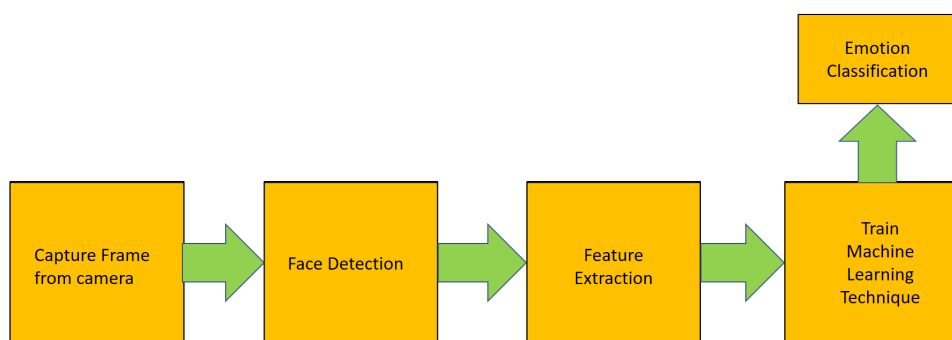 Emotion
Classification
Capture Frame
from camera
Face Detection
Feature
Extraction
Train
Machine
Learning
Technique